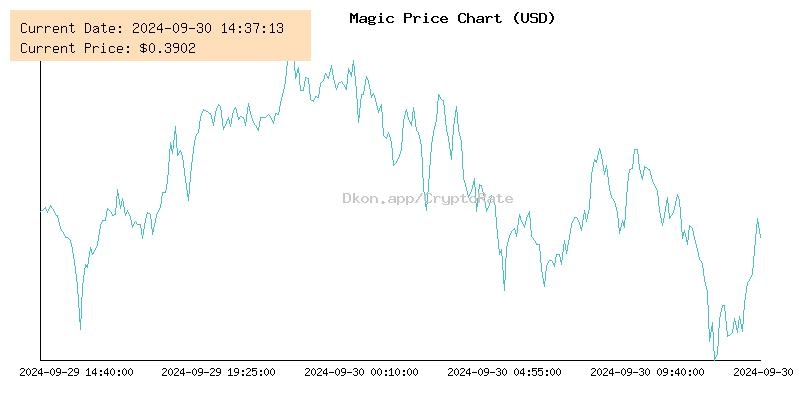 Magic Price Chart (USD)
Current Date: 2024-09-30 14:37:13
Current Price: $0.3902
Dkon.app/CryptoRate
2024-09-29 14:40:00
2024-09-29 19:25:00
2024-09-30 00:10:00
2024-09-30 04:55:00
2024-09-30 09:40:00
2024-09-30